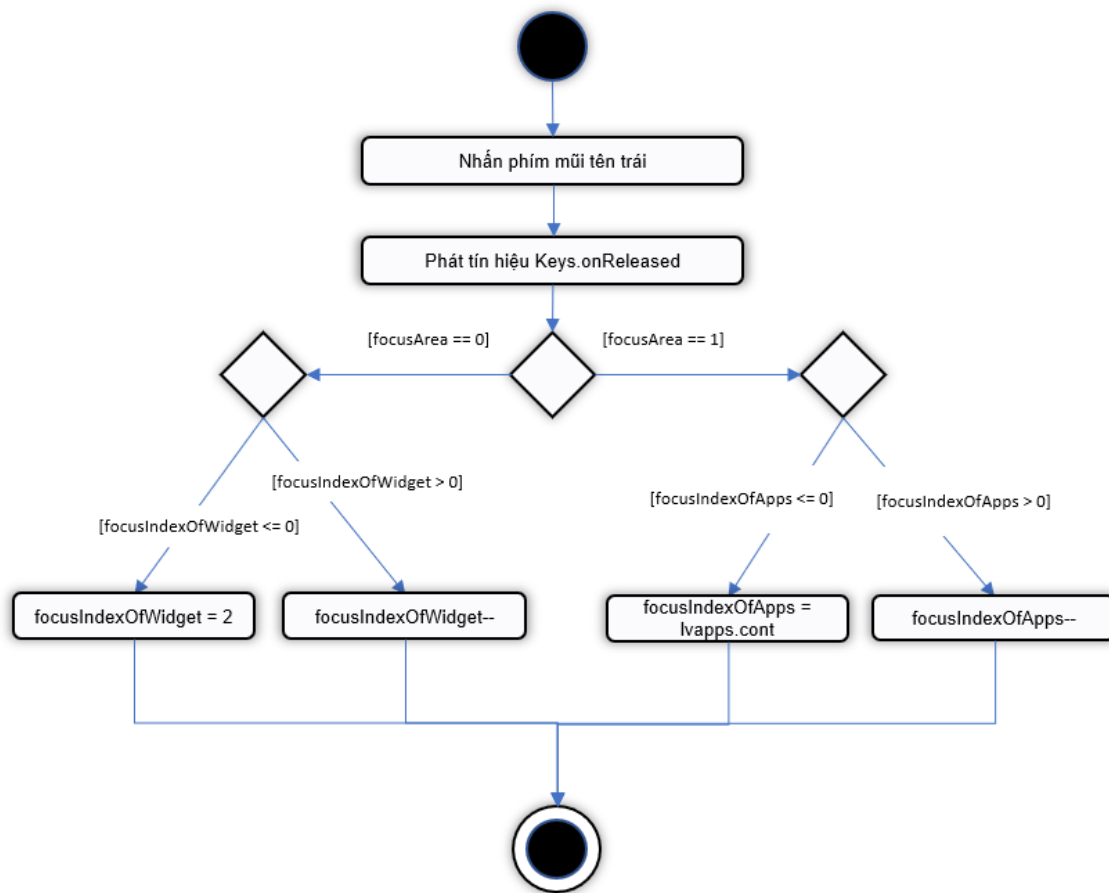 Nhấn phím mũi tên trái
Phát tín hiệu Keys.onReleased
[focusArea == 0]
[focusArea == 1]
[focusIndexOfWidget > 0]
[focusIndexOfWidget <= 0]
[focusIndexOfApps <= 0]
[focusIndexOfApps > 0]
focusIndexOfWidget = 2
focusIndexOfWidget--
focusIndexOfApps =
lvapps.cont
focusIndexOfApps--